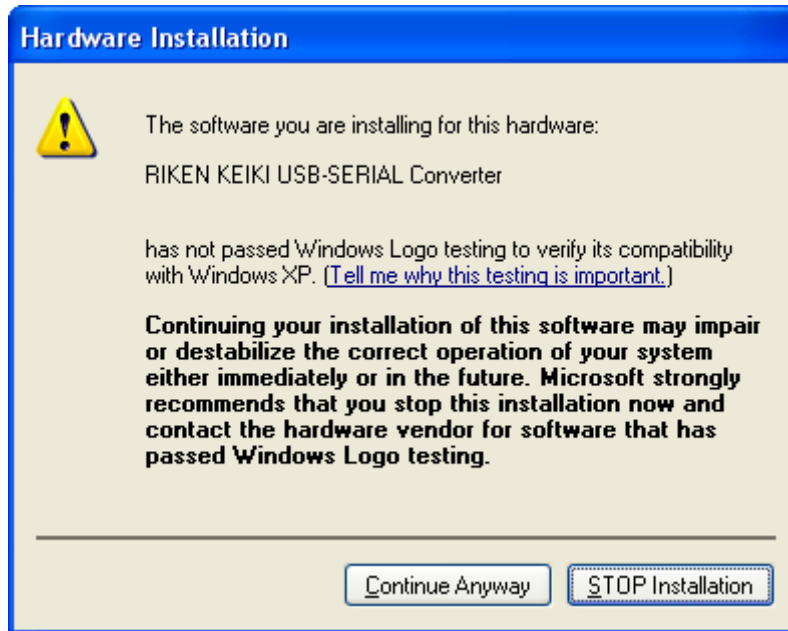 Hardware Installation
The software you are installing for this hardware:
RIKEN KEIKI USB-SERIAL Converter
has not passed Windows Logo testing to verify its compatibility
with Windows XP. (Tell me why this testing is important.)
Continuing your installation of this software may impair
or destabilize the correct operation of your system
either immediately or in the future. Microsoft strongly
recommends that you stop this installation now and
contact the hardware vendor for software that has
passed Windows Logo testing.
Continue Anyway
STOP Installation